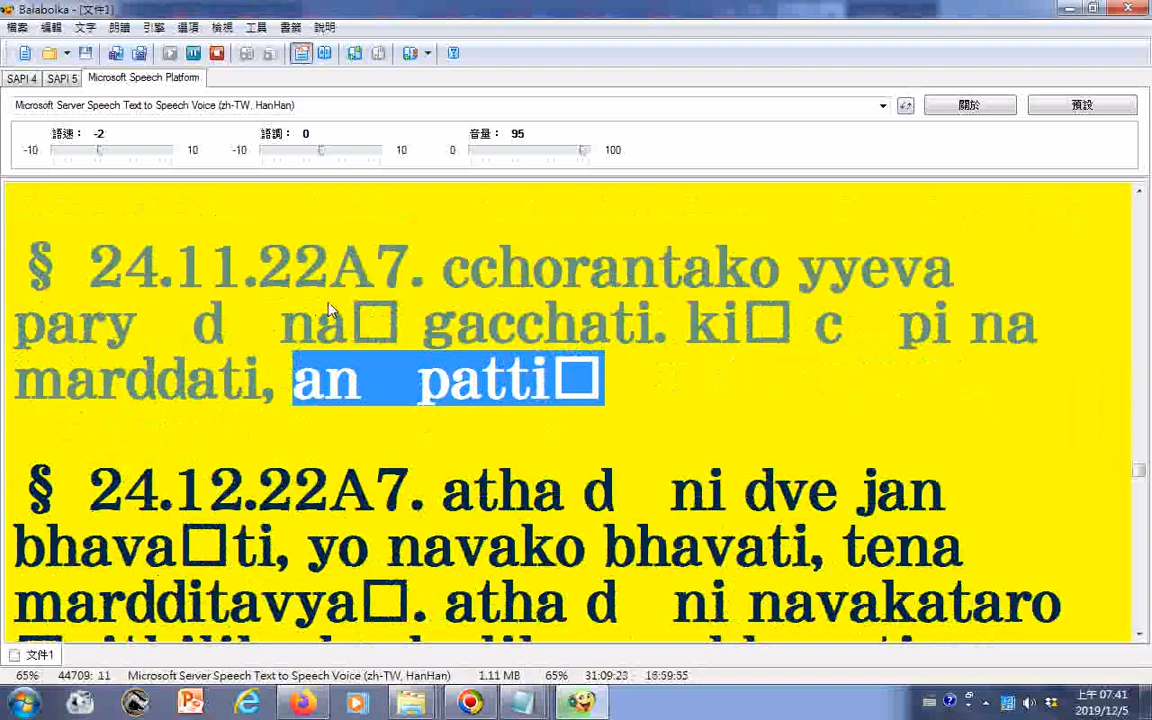 Balabolka - [文件1]
檔案 編輯 文字 朗讀 引擎 選項 檢視 工具 書籤 說明
SAPI 4 SAPI 5 Microsoft Speech Platform
Microsoft Server Speech Text to Speech Voice (zh-TW, HanHan) 關於 預設
語速： -2 語調： 0 音量： 95
-10 10 -10 10 0 100
§ 24.11.22A7. cchorantako yyeva
pary d na□ gacchati. ki□ c pi na
marddati, an patti□
§ 24.12.22A7. atha d ni dve jan
bhava□ti, yo navako bhavati, tena
mardditavya□. atha d ni navakataro
文件1
65% 44709: 11 Microsoft Server Speech Text to Speech Voice (zh-TW, HanHan) 1.11 MB 65% 31:09:23 16:59:55
上午 07:41
2019/12/5